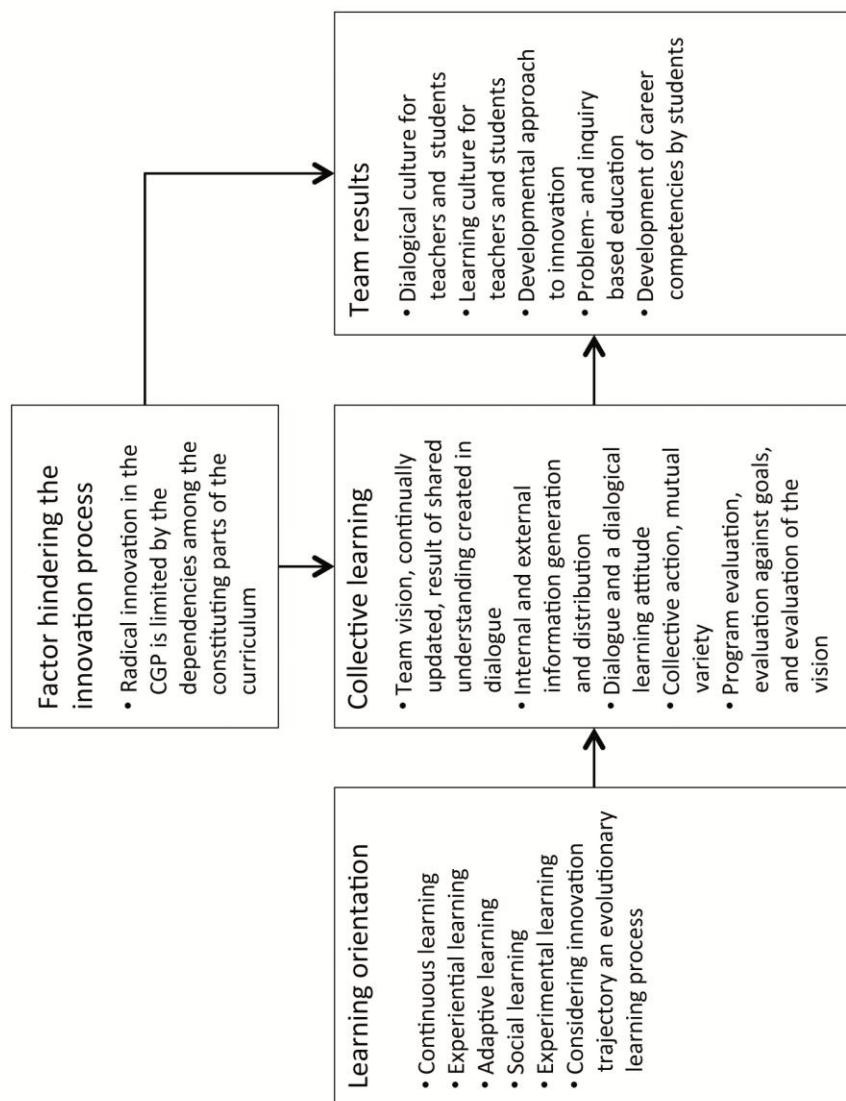 Factor hindering the
innovation process
• Radical innovation in the
CGP is limited by the
dependencies among the
constituting parts of the
curriculum
Learning orientation
• Continuous learning
• Experiential learning
• Adaptive learning
• Social learning
• Experimental learning
• Considering innovation
trajectory an evolutionary
learning process
Collective learning
• Team vision, continually
updated, result of shared
understanding created in
dialogue
• Internal and external
information generation
and distribution
• Dialogue and a dialogical
learning attitude
• Collective action, mutual
variety
• Program evaluation,
evaluation against goals,
and evaluation of the
vision
Team results
• Dialogical culture for
teachers and students
• Learning culture for
teachers and students
• Developmental approach
to innovation
• Problem- and inquiry
based education
• Development of career
competencies by students